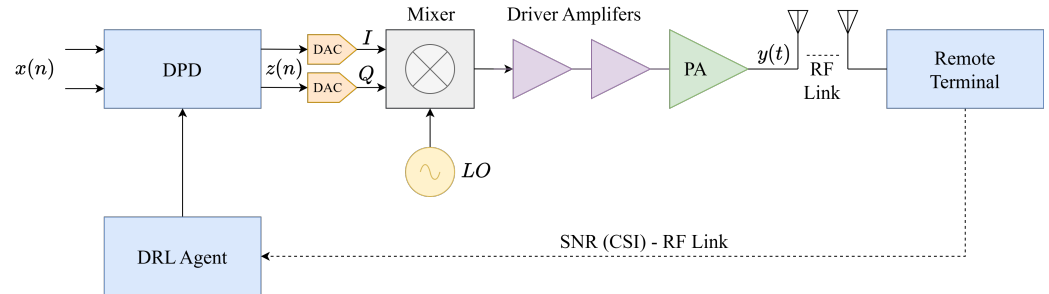 Mixer
Driver Amplifers
x(n)
DPD
z(n)
DAC
I
DAC
Q
PA
y(t)
RF
Link
Remote
Terminal
LO
DRL Agent
SNR (CSI) - RF Link